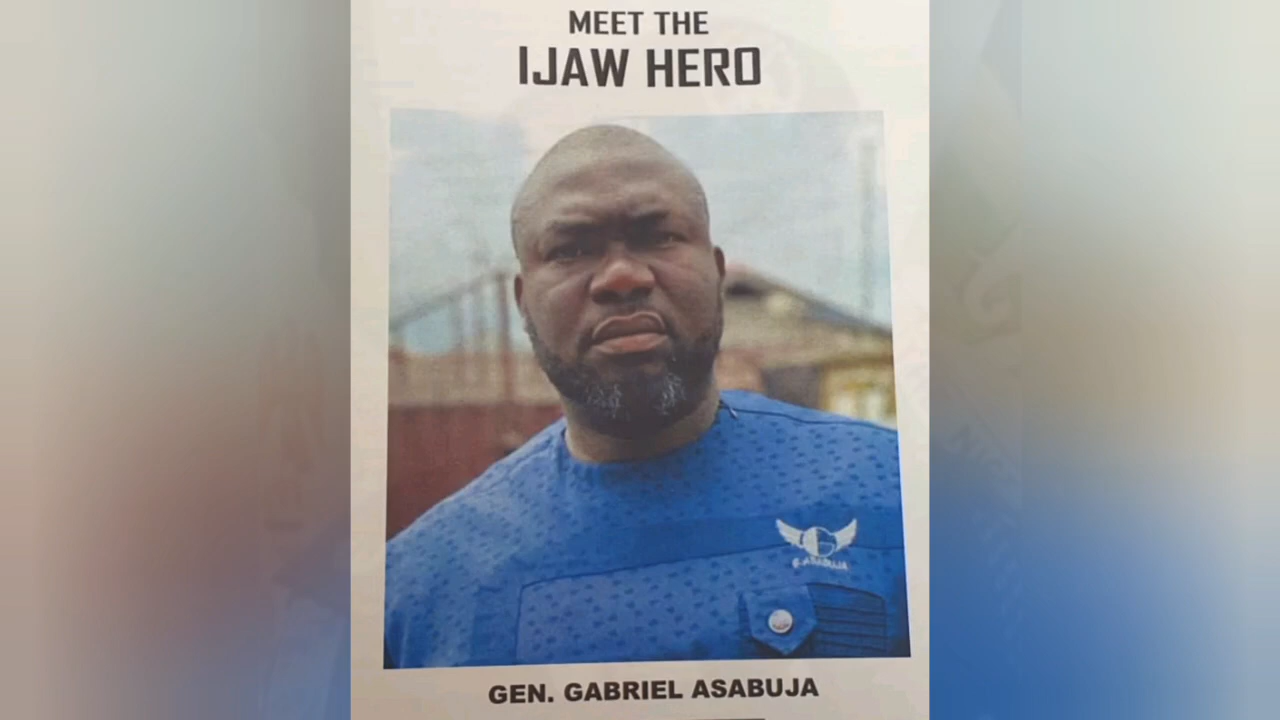 MEET THE
IJAW HERO
G.ASABUJA
GEN. GABRIEL ASABUJA